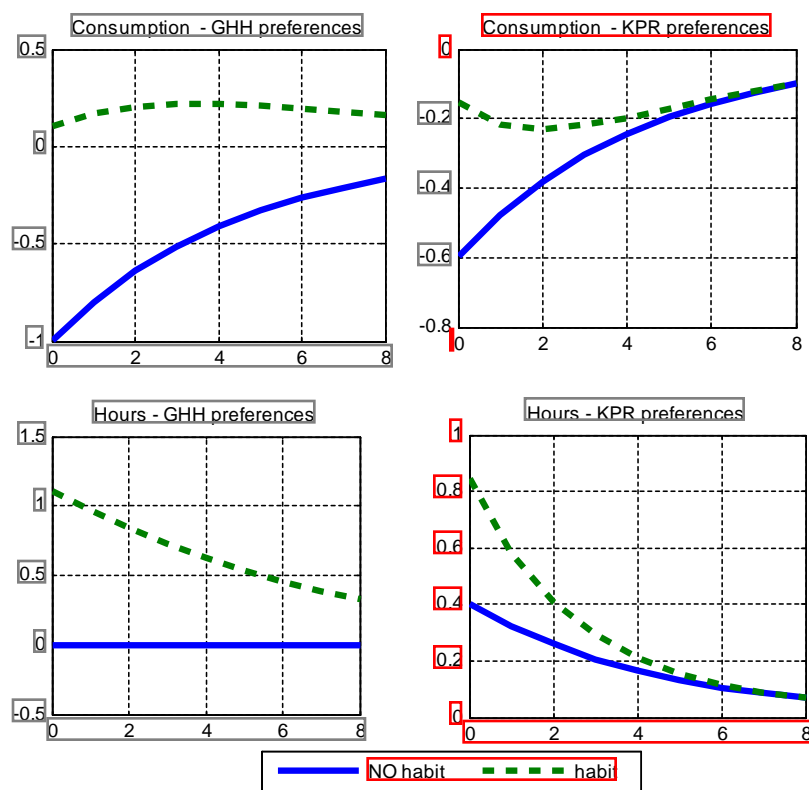 Consumption - GHH preferences
0.5
0
-0.5
-1
0 2 4 6 8
Consumption - KPR preferences
0
-0.2
-0.4
-0.6
-0.8
0 2 4 6 8
Hours - GHH preferences
1.5
1
0.5
0
-0.5
0 2 4 6 8
Hours - KPR preferences
1
0.8
0.6
0.4
0.2
0
0 2 4 6 8
NO habit habit